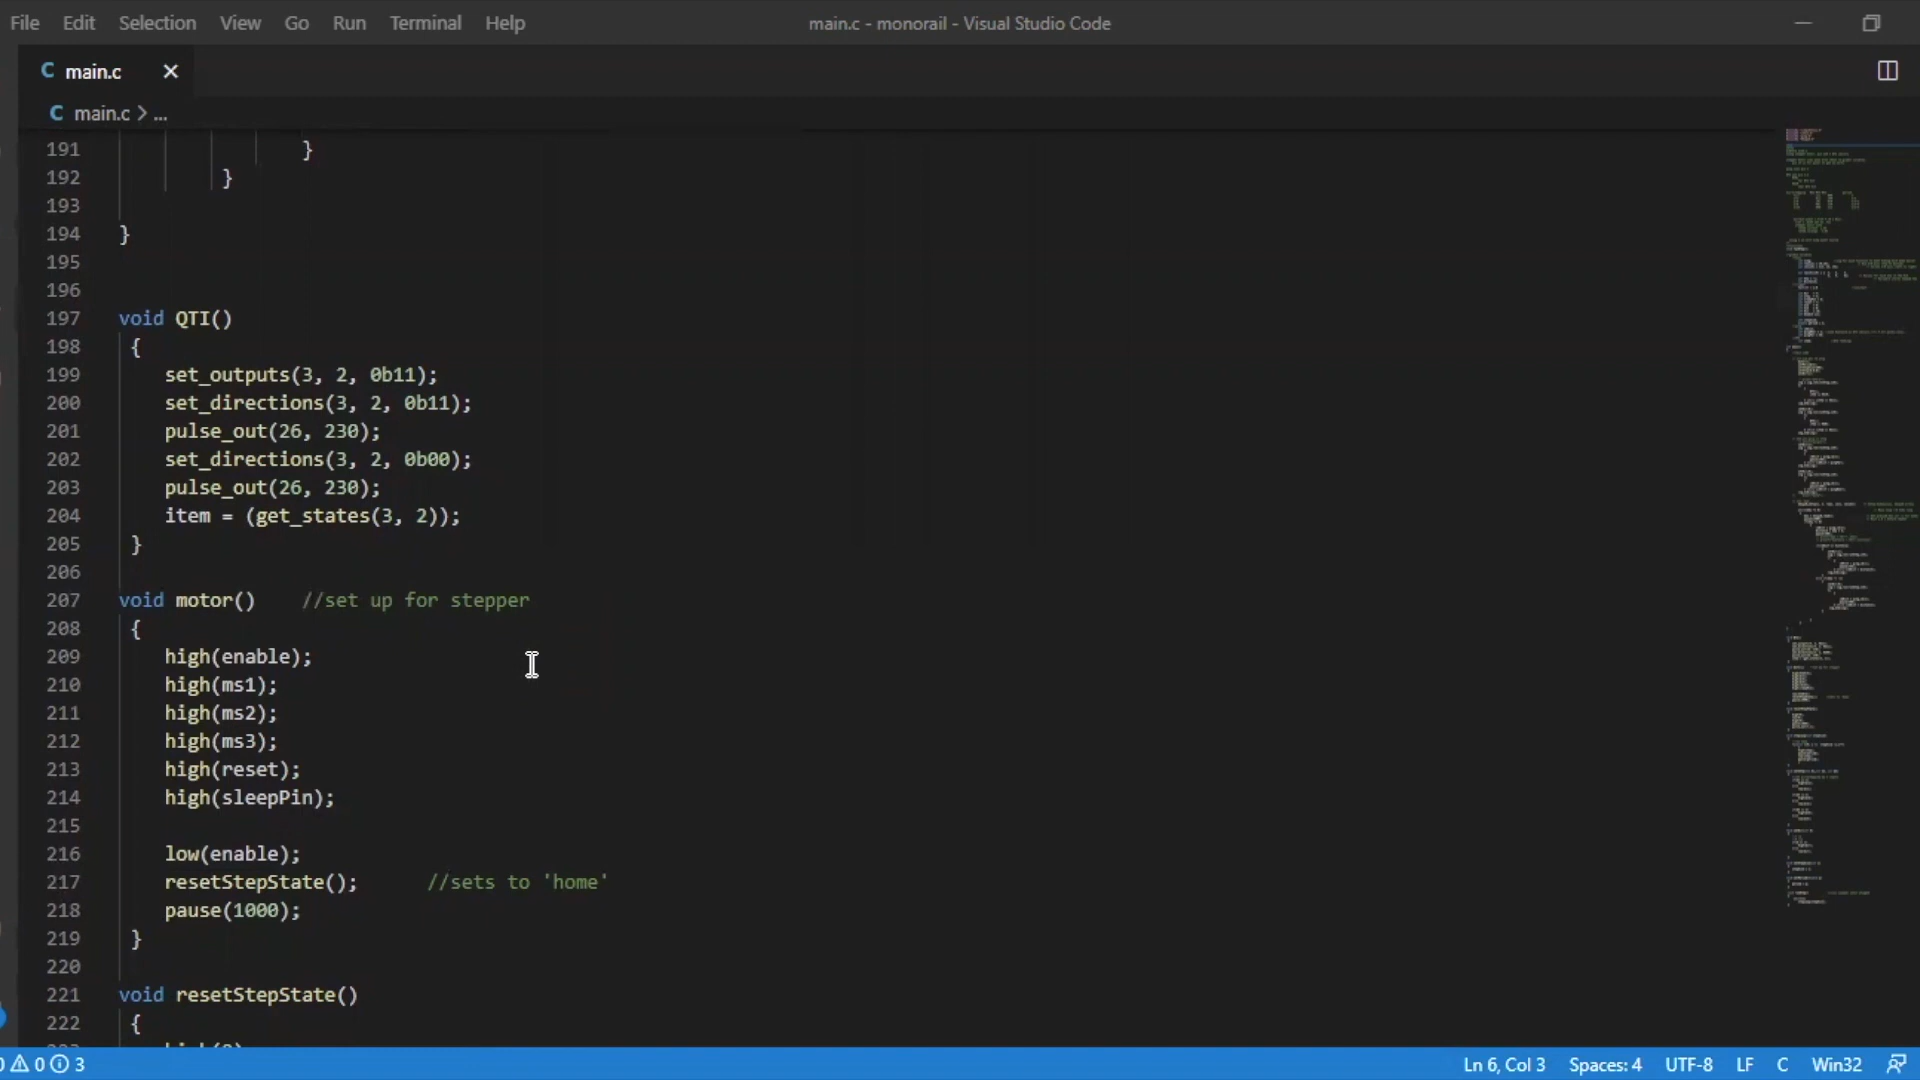 File Edit Selection View Go Run Terminal Help main.c - monorail - Visual Studio Code
C main.c
C main.c > ...
191 }
192 }
193
194 }
195
196
197 void QTI()
198 {
199 set_outputs(3, 2, 0b11);
200 set_directions(3, 2, 0b11);
201 pulse_out(26, 230);
202 set_directions(3, 2, 0b00);
203 pulse_out(26, 230);
204 item = (get_states(3, 2));
205 }
206
207 void motor() //set up for stepper
208 {
209 high(enable);
210 high(ms1);
211 high(ms2);
212 high(ms3);
213 high(reset);
214 high(sleepPin);
215
216 low(enable);
217 resetStepState(); //sets to 'home'
218 pause(1000);
219 }
220
221 void resetStepState()
222 {
0 3 Ln 6, Col 3 Spaces: 4 UTF-8 LF C Win32